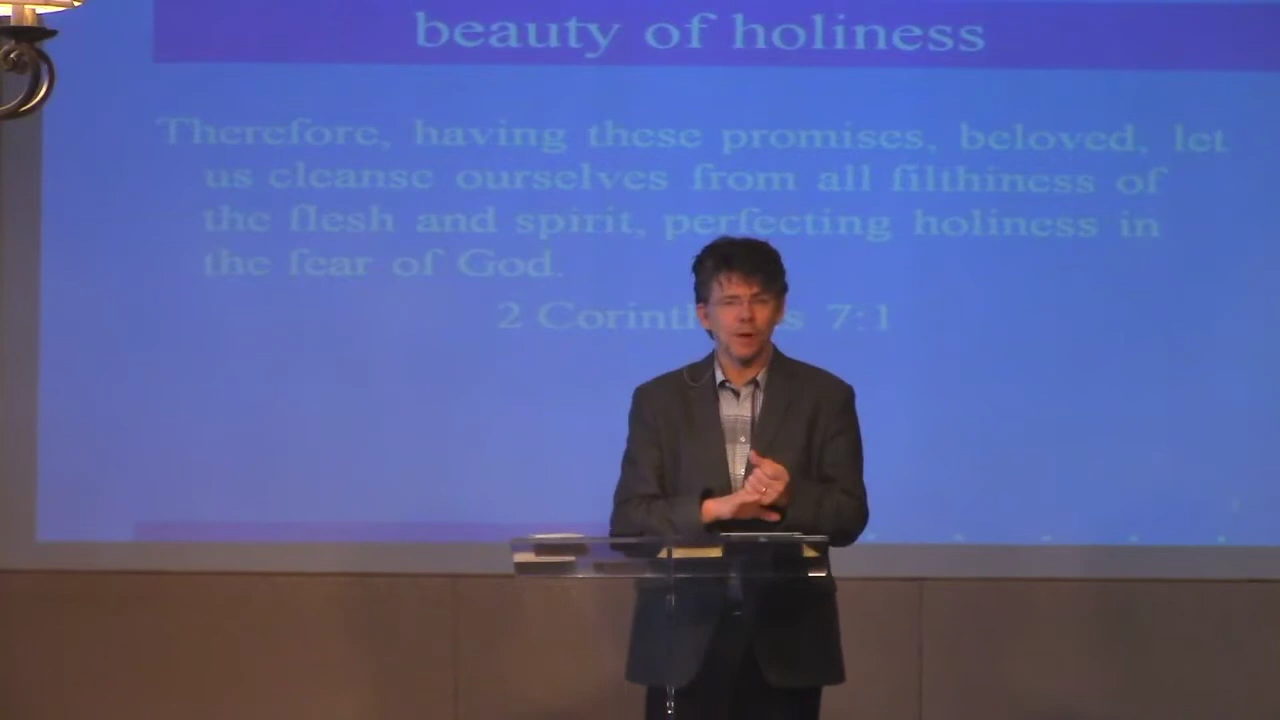 beauty of holiness
Therefore, having these promises, beloved, let
us cleanse ourselves from all filthiness of
the flesh and spirit, perfecting holiness in
the fear of God.
2 Corinth s 7:1